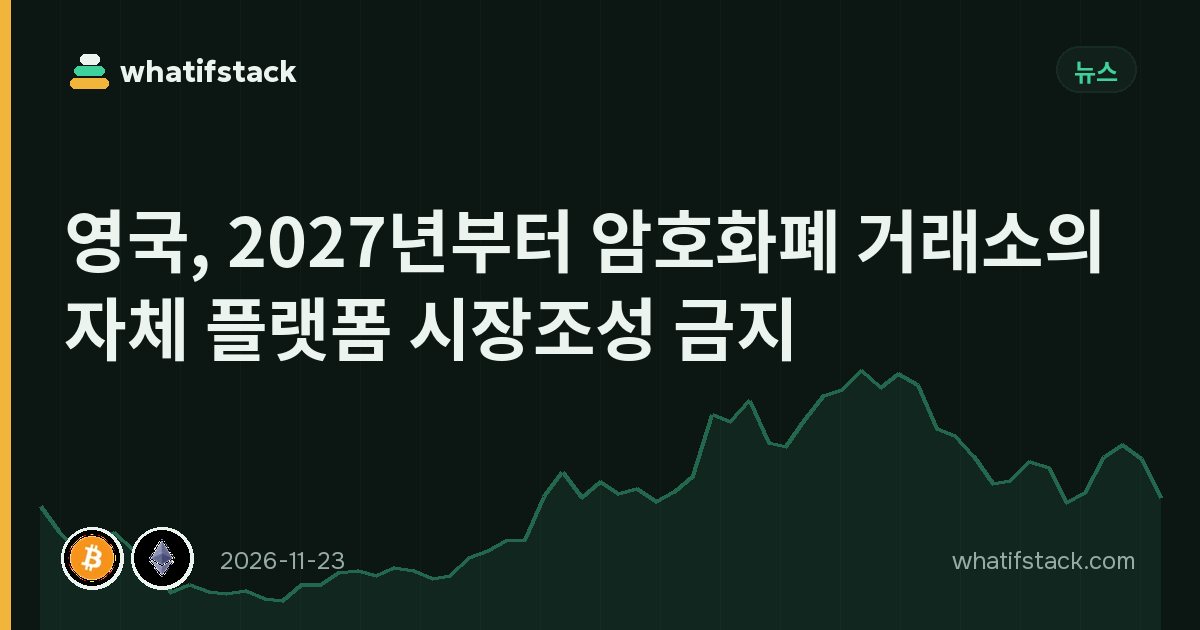 whatifstack
뉴스
영국, 2027년부터 암호화폐 거래소의
자체 플랫폼 시장조성 금지
2026-11-23
whatifstack.com